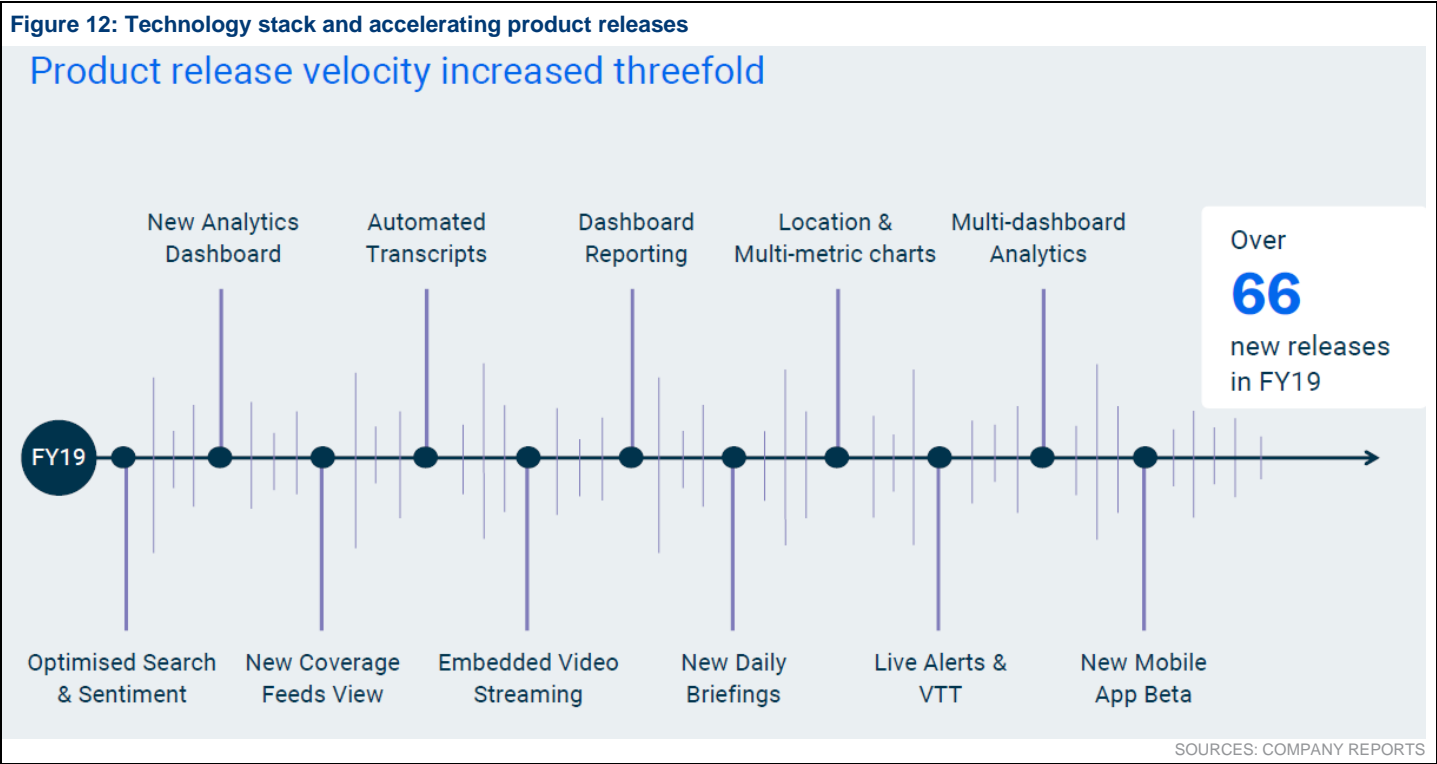 Figure 12: Technology stack and accelerating product releases
Product release velocity increased threefold
New Analytics
Dashboard
Automated
Transcripts
Dashboard
Reporting
Location &
Multi-metric charts
Multi-dashboard
Analytics
Over
66
new releases
in FY19
FY19
Optimised Search
& Sentiment
New Coverage
Feeds View
Embedded Video
Streaming
New Daily
Briefings
Live Alerts &
VTT
New Mobile
App Beta
SOURCES: COMPANY REPORTS